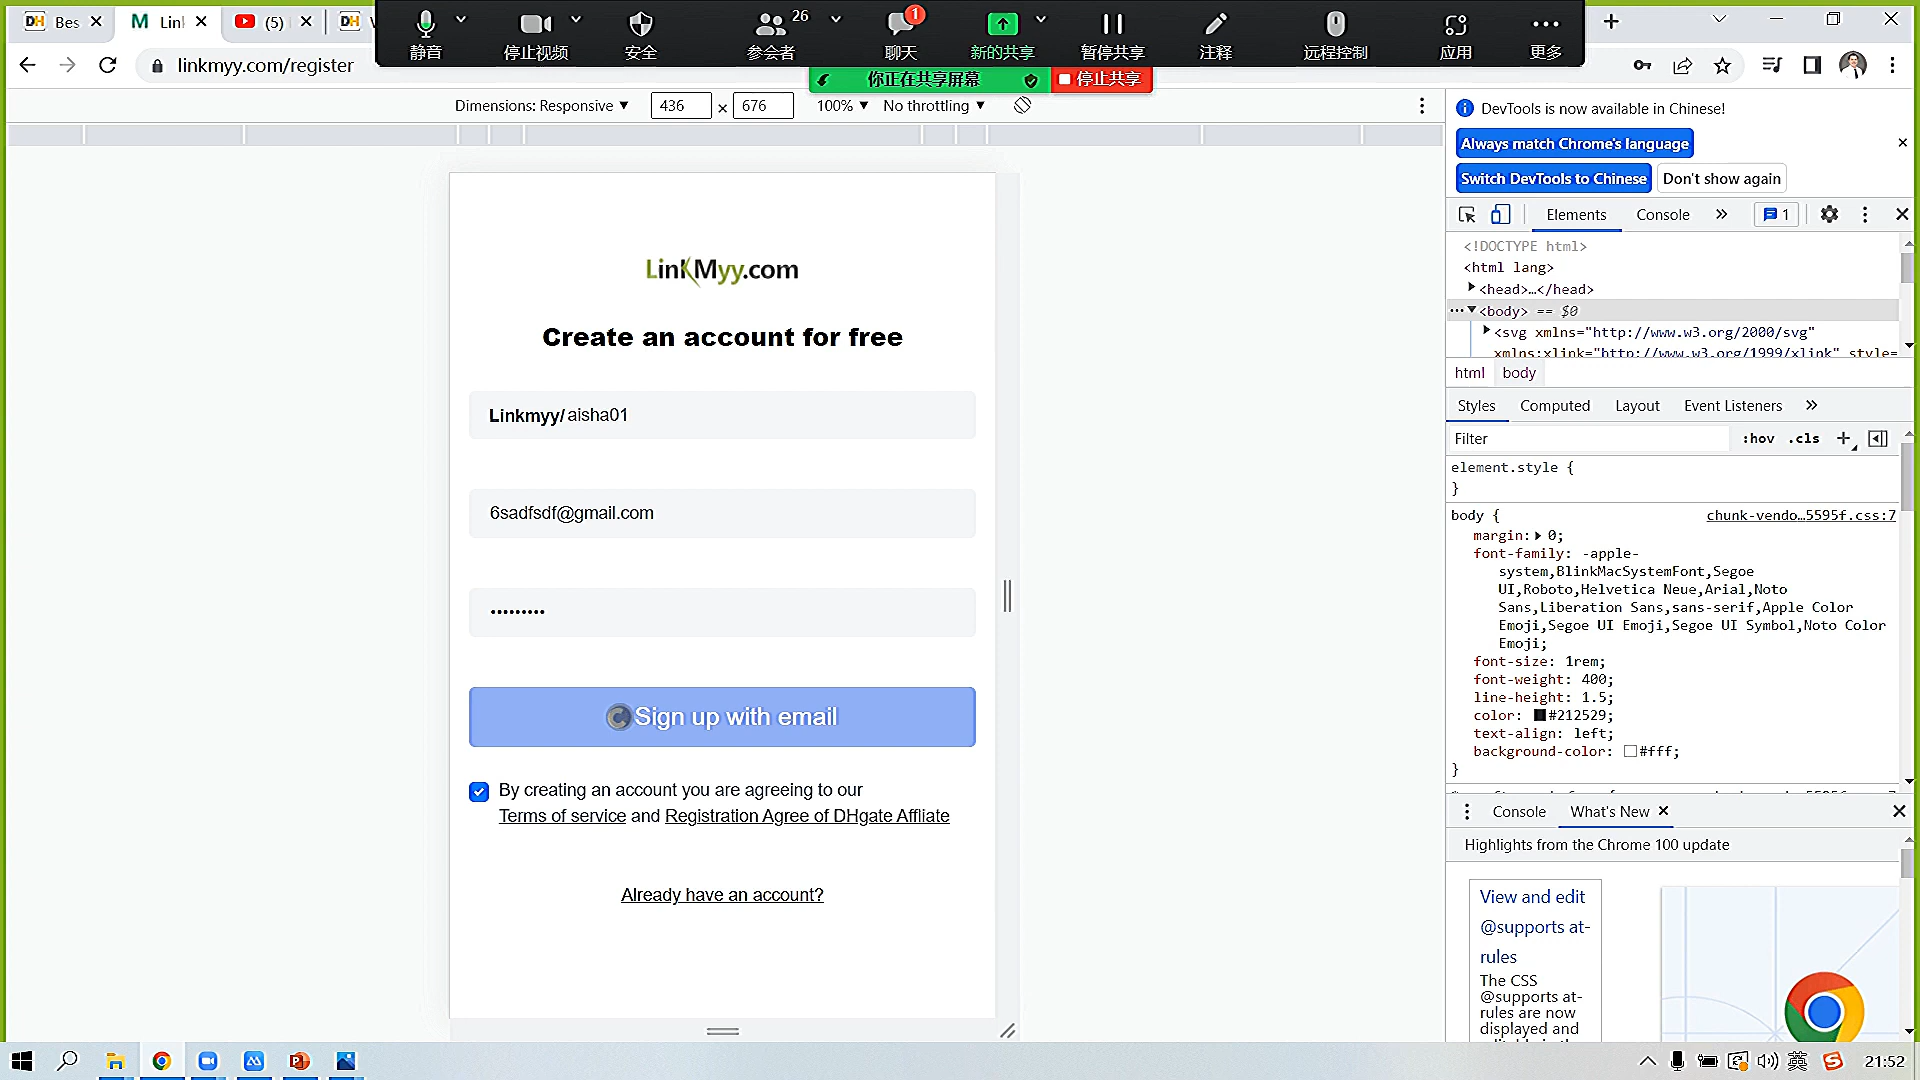 DH Bes
M Link
(5)
DH
静音
停止视频
安全
参会者 26
聊天 1
新的共享
暂停共享
注释
远程控制
应用
更多
linkmyy.com/register
你正在共享屏幕
停止共享
Dimensions: Responsive
436 × 676
100%
No throttling
LinkMyy.com
Create an account for free
Linkmyy/aisha01
6sadfsdf@gmail.com
•••••••••
Sign up with email
By creating an account you are agreeing to our
Terms of service and Registration Agree of DHgate Affliate
Already have an account?
DevTools is now available in Chinese!
Always match Chrome's language
Switch DevTools to Chinese
Don't show again
Elements
Console
1
<!DOCTYPE html>
<html lang>
<head>…</head>
<body> == $0
<svg xmlns="http://www.w3.org/2000/svg"
xmlns:xlink="http://www.w3.org/1999/xlink" style=
html body
Styles
Computed
Layout
Event Listeners
Filter
:hov .cls
element.style {
}
body {
chunk-vendo…5595f.css:7
margin: 0;
font-family: -apple-
system,BlinkMacSystemFont,Segoe
UI,Roboto,Helvetica Neue,Arial,Noto
Sans,Liberation Sans,sans-serif,Apple Color
Emoji,Segoe UI Emoji,Segoe UI Symbol,Noto Color
Emoji;
font-size: 1rem;
font-weight: 400;
line-height: 1.5;
color: #212529;
text-align: left;
background-color: #fff;
}
Console
What's New
Highlights from the Chrome 100 update
View and edit
@supports at-
rules
The CSS
@supports at-
rules are now
displayed and
英
21:52